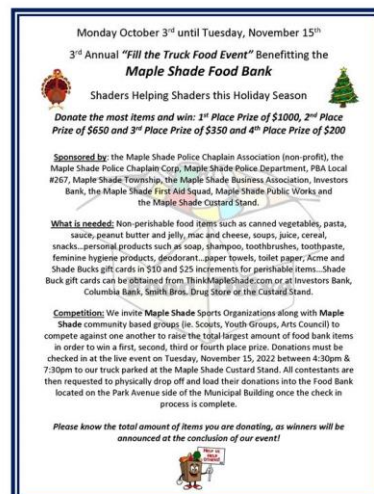 Monday October 3rd until Tuesday, November 15th
3rd Annual "Fill the Truck Food Event" Benefitting the
Maple Shade Food Bank
Shaders Helping Shaders this Holiday Season
Donate the most items and win: 1st Place Prize of $1000, 2nd Place
Prize of $650 and 3rd Place Prize of $350 and 4th Place Prize of $200
Sponsored by: the Maple Shade Police Chaplain Association (non-profit), the
Maple Shade Police Chaplain Corp, Maple Shade Police Department, PBA Local
#267, Maple Shade Township, the Maple Shade Business Association, Investors
Bank, the Maple Shade First Aid Squad, Maple Shade Public Works and
the Maple Shade Custard Stand.
What is needed: Non-perishable food items such as canned vegetables, pasta,
sauce, peanut butter and jelly, mac and cheese, soups, juice, cereal,
snacks...personal products such as soap, shampoo, toothbrushes, toothpaste,
feminine hygiene products, deodorant...paper towels, toilet paper, Acme and
Shade Bucks gift cards in $10 and $25 increments for perishable items...Shade
Buck gift cards can be obtained from ThinkMapleShade.com or at Investors Bank,
Columbia Bank, Smith Bros. Drug Store or the Custard Stand.
Competition: We invite Maple Shade Sports Organizations along with Maple
Shade community based groups (ie. Scouts, Youth Groups, Arts Council) to
compete against one another to raise the total largest amount of food bank items
in order to win a first, second, third or fourth place prize. Donations must be
checked in at the live event on Tuesday, November 15, 2022 between 4:30pm &
7:30pm to our truck parked at the Maple Shade Custard Stand. All contestants are
then requested to physically drop off and load their donations into the Food Bank
located on the Park Avenue side of the Municipal Building once the check in
process is complete.
Please know the total amount of items you are donating, as winners will be
announced at the conclusion of our event!